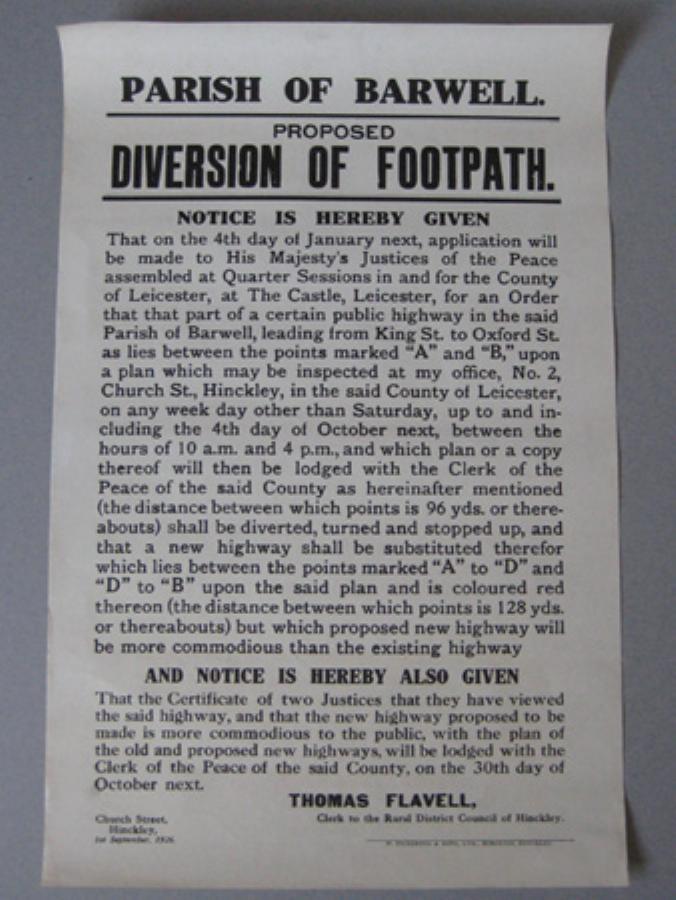 PARISH OF BARWELL.
PROPOSED
DIVERSION OF FOOTPATH.
NOTICE IS HEREBY GIVEN
That on the 4th day of January next, application will
be made to His Majesty's Justices of the Peace
assembled at Quarter Sessions in and for the County
of Leicester, at The Castle, Leicester, for an Order
that that part of a certain public highway in the said
Parish of Barwell, leading from King St. to Oxford St.
as lies between the points marked "A" and "B," upon
a plan which may be inspected at my office, No. 2,
Church St., Hinckley, in the said County of Leicester,
on any week day other than Saturday, up to and in-
cluding the 4th day of October next, between the
hours of 10 a.m. and 4 p.m., and which plan or a copy
thereof will then be lodged with the Clerk of the
Peace of the said County as hereinafter mentioned
(the distance between which points is 96 yds. or there-
abouts) shall be diverted, turned and stopped up, and
that a new highway shall be substituted therefor
which lies between the points marked "A" to "D" and
"D" to "B" upon the said plan and is coloured red
thereon (the distance between which points is 128 yds.
or thereabouts) but which proposed new highway will
be more commodious than the existing highway
AND NOTICE IS HEREBY ALSO GIVEN
That the Certificate of two Justices that they have viewed
the said highway, and that the new highway proposed to be
made is more commodious to the public, with the plan of
the old and proposed new highways, will be lodged with the
Clerk of the Peace of the said County, on the 30th day of
October next.
THOMAS FLAVELL,
Clerk to the Rural District Council of Hinckley.
Church Street,
Hinckley,
1st September, 1926